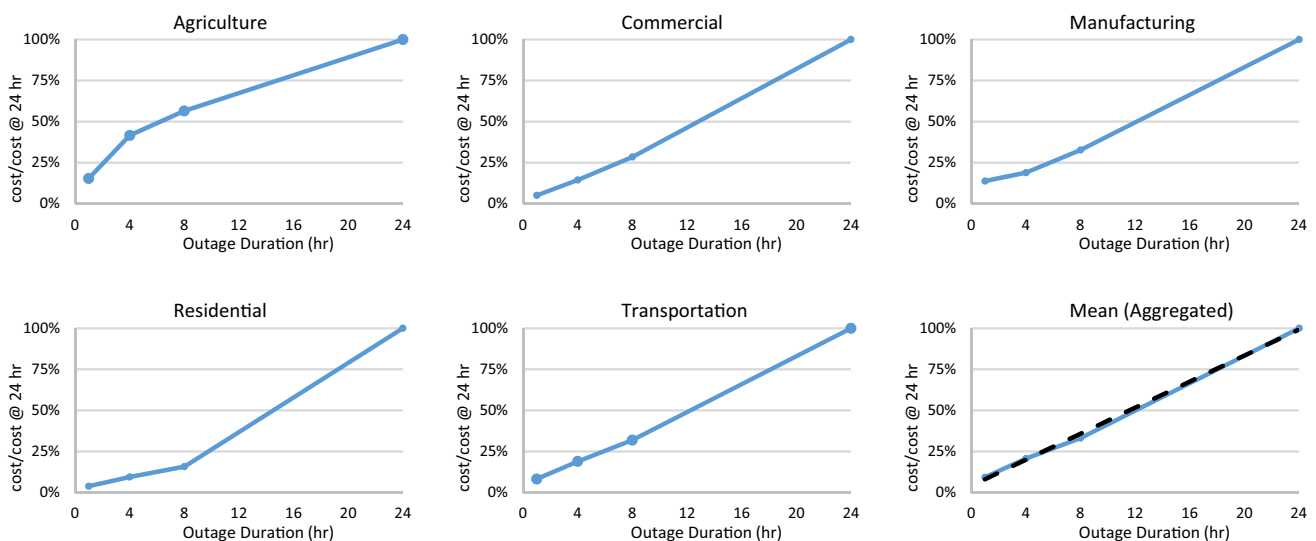 Agriculture
100%
75%
50%
25%
0%
cost/cost @ 24 hr
0 4 8 12 16 20 24
Outage Duration (hr)
Commercial
100%
75%
50%
25%
0%
cost/cost @ 24 hr
0 4 8 12 16 20 24
Outage Duration (hr)
Manufacturing
100%
75%
50%
25%
0%
cost/cost @ 24 hr
0 4 8 12 16 20 24
Outage Duration (hr)
Residential
100%
75%
50%
25%
0%
cost/cost @ 24 hr
0 4 8 12 16 20 24
Outage Duration (hr)
Transportation
100%
75%
50%
25%
0%
cost/cost @ 24 hr
0 4 8 12 16 20 24
Outage Duration (hr)
Mean (Aggregated)
100%
75%
50%
25%
0%
cost/cost @ 24 hr
0 4 8 12 16 20 24
Outage Duration (hr)